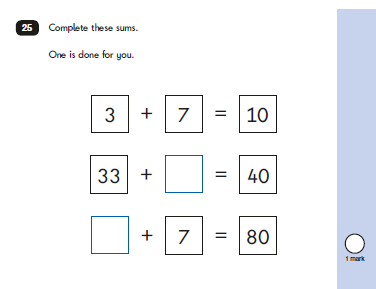 25 Complete these sums.
One is done for you.
3 + 7 = 10
33 + = 40
+ 7 = 80
1 mark